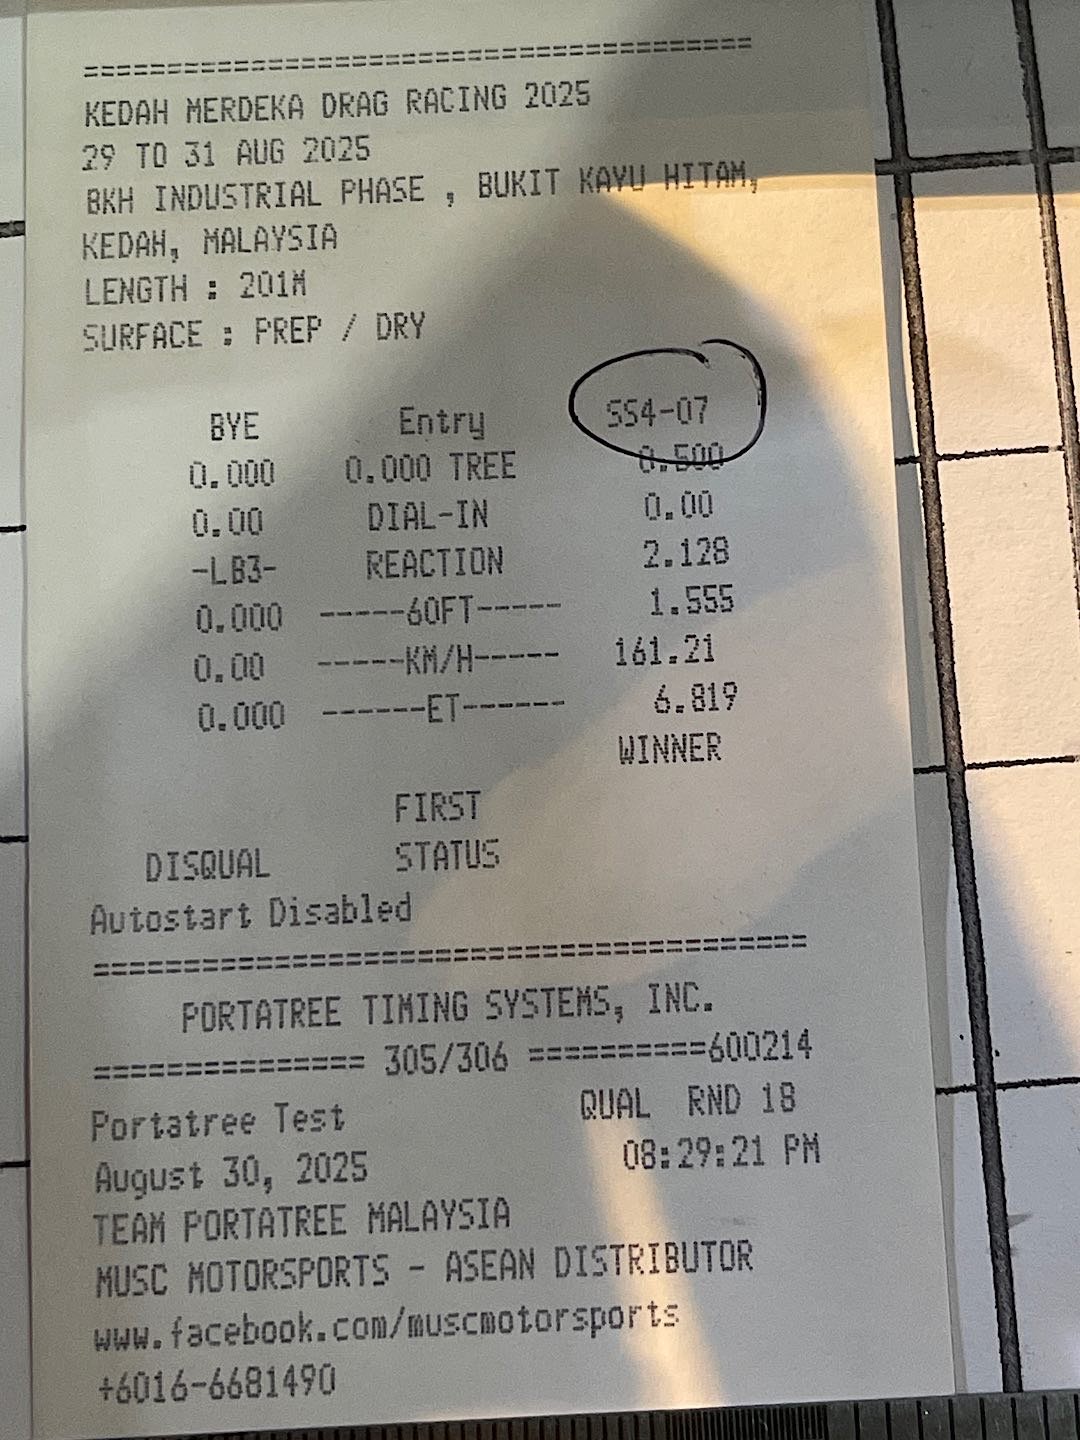 ======================================
KEDAH MERDEKA DRAG RACING 2025
29 TO 31 AUG 2025
BKH INDUSTRIAL PHASE , BUKIT KAYU HITAM,
KEDAH, MALAYSIA
LENGTH : 201M
SURFACE : PREP / DRY
BYE Entry SS4-07
0.000 0.000 TREE 0.500
0.00 DIAL-IN 0.00
-LB3- REACTION 2.128
0.000 -----60FT----- 1.555
0.00 -----KM/H----- 161.21
0.000 ------ET------ 6.819
WINNER
FIRST
DISQUAL STATUS
Autostart Disabled
========================================
PORTATREE TIMING SYSTEMS, INC.
=============== 305/306 ==========600214
Portatree Test QUAL RND 18
August 30, 2025 08:29:21 PM
TEAM PORTATREE MALAYSIA
MUSC MOTORSPORTS - ASEAN DISTRIBUTOR
www.facebook.com/muscmotorsports
+6016-6681490